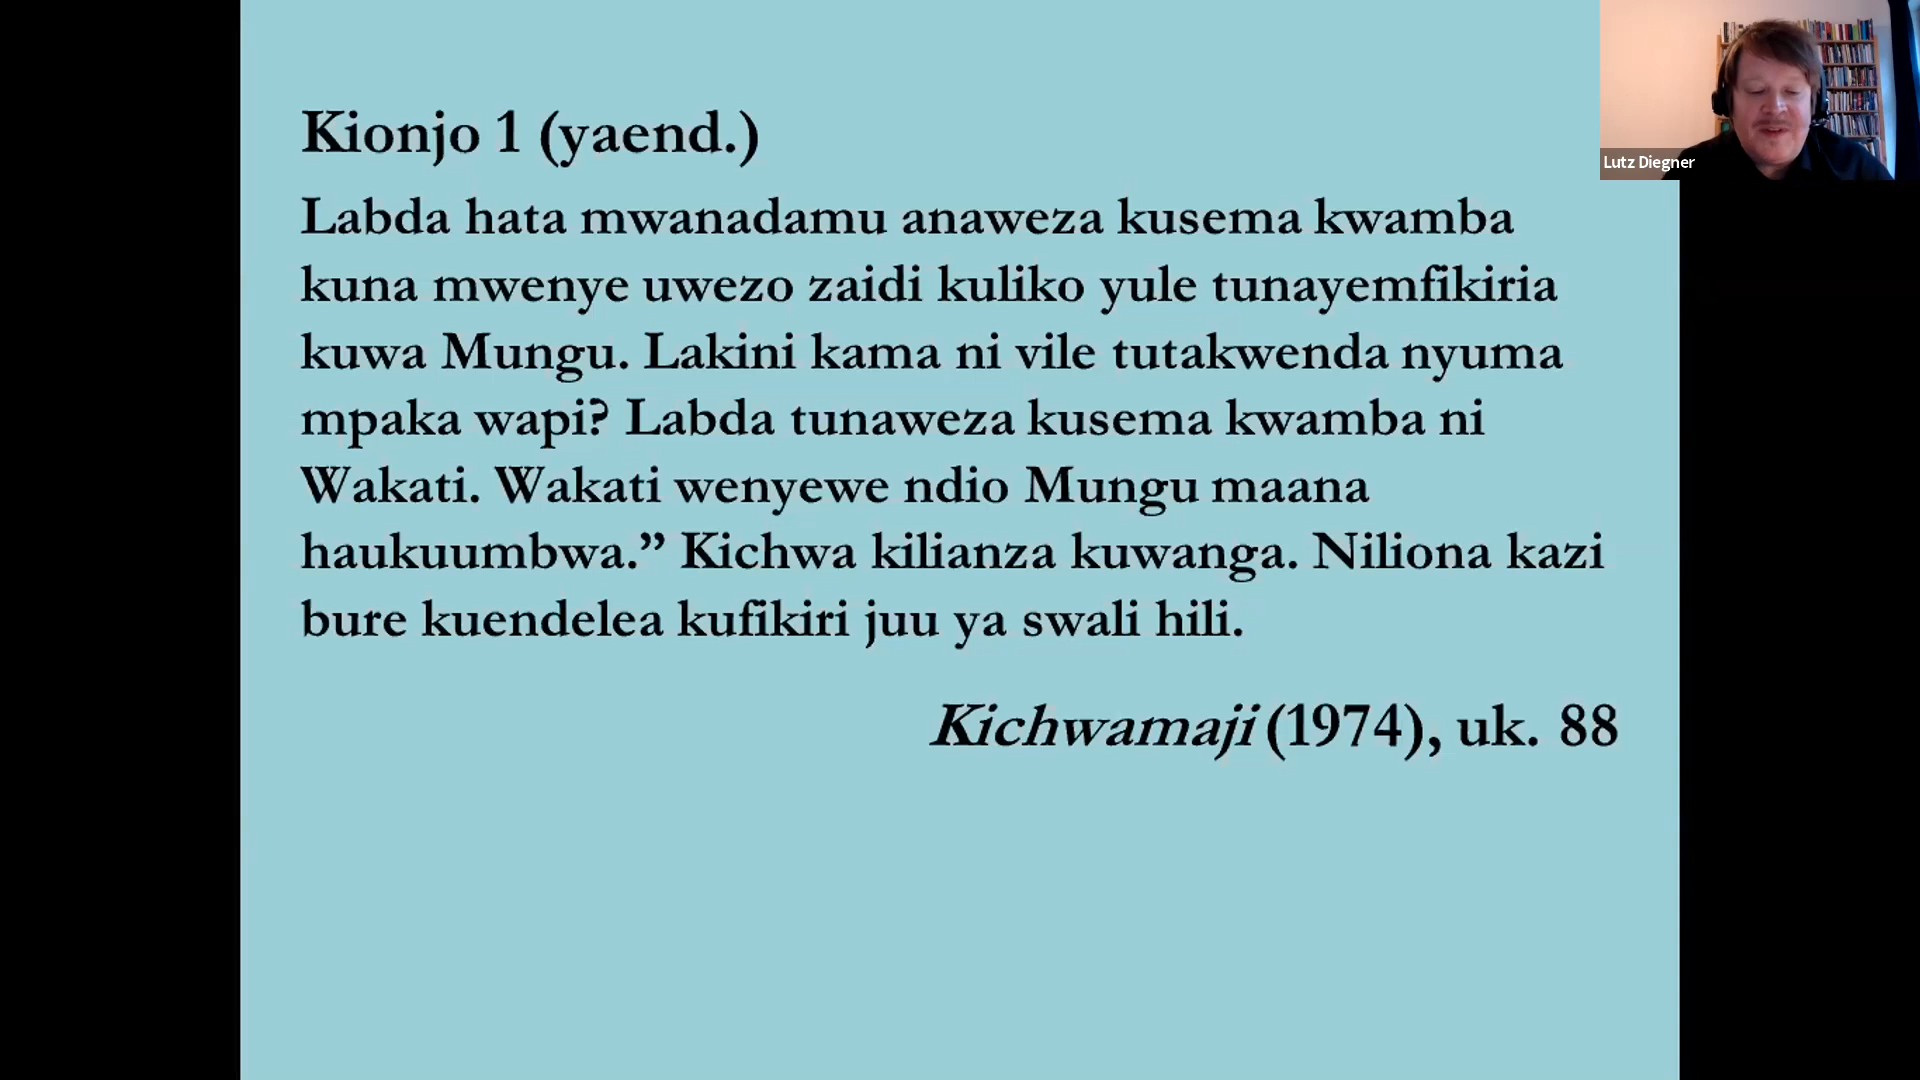 Kionjo 1 (yaend.)
Labda hata mwanadamu anaweza kusema kwamba
kuna mwenye uwezo zaidi kuliko yule tunayemfikiria
kuwa Mungu. Lakini kama ni vile tutakwenda nyuma
mpaka wapi? Labda tunaweza kusema kwamba ni
Wakati. Wakati wenyewe ndio Mungu maana
haukuumbwa.” Kichwa kilianza kuwanga. Niliona kazi
bure kuendelea kufikiri juu ya swali hili.
Kichwamaji (1974), uk. 88
Lutz Diegner